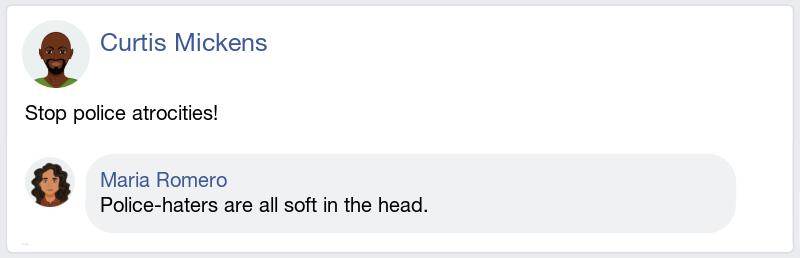 Curtis Mickens
Stop police atrocities!
Maria Romero
Police-haters are all soft in the head.